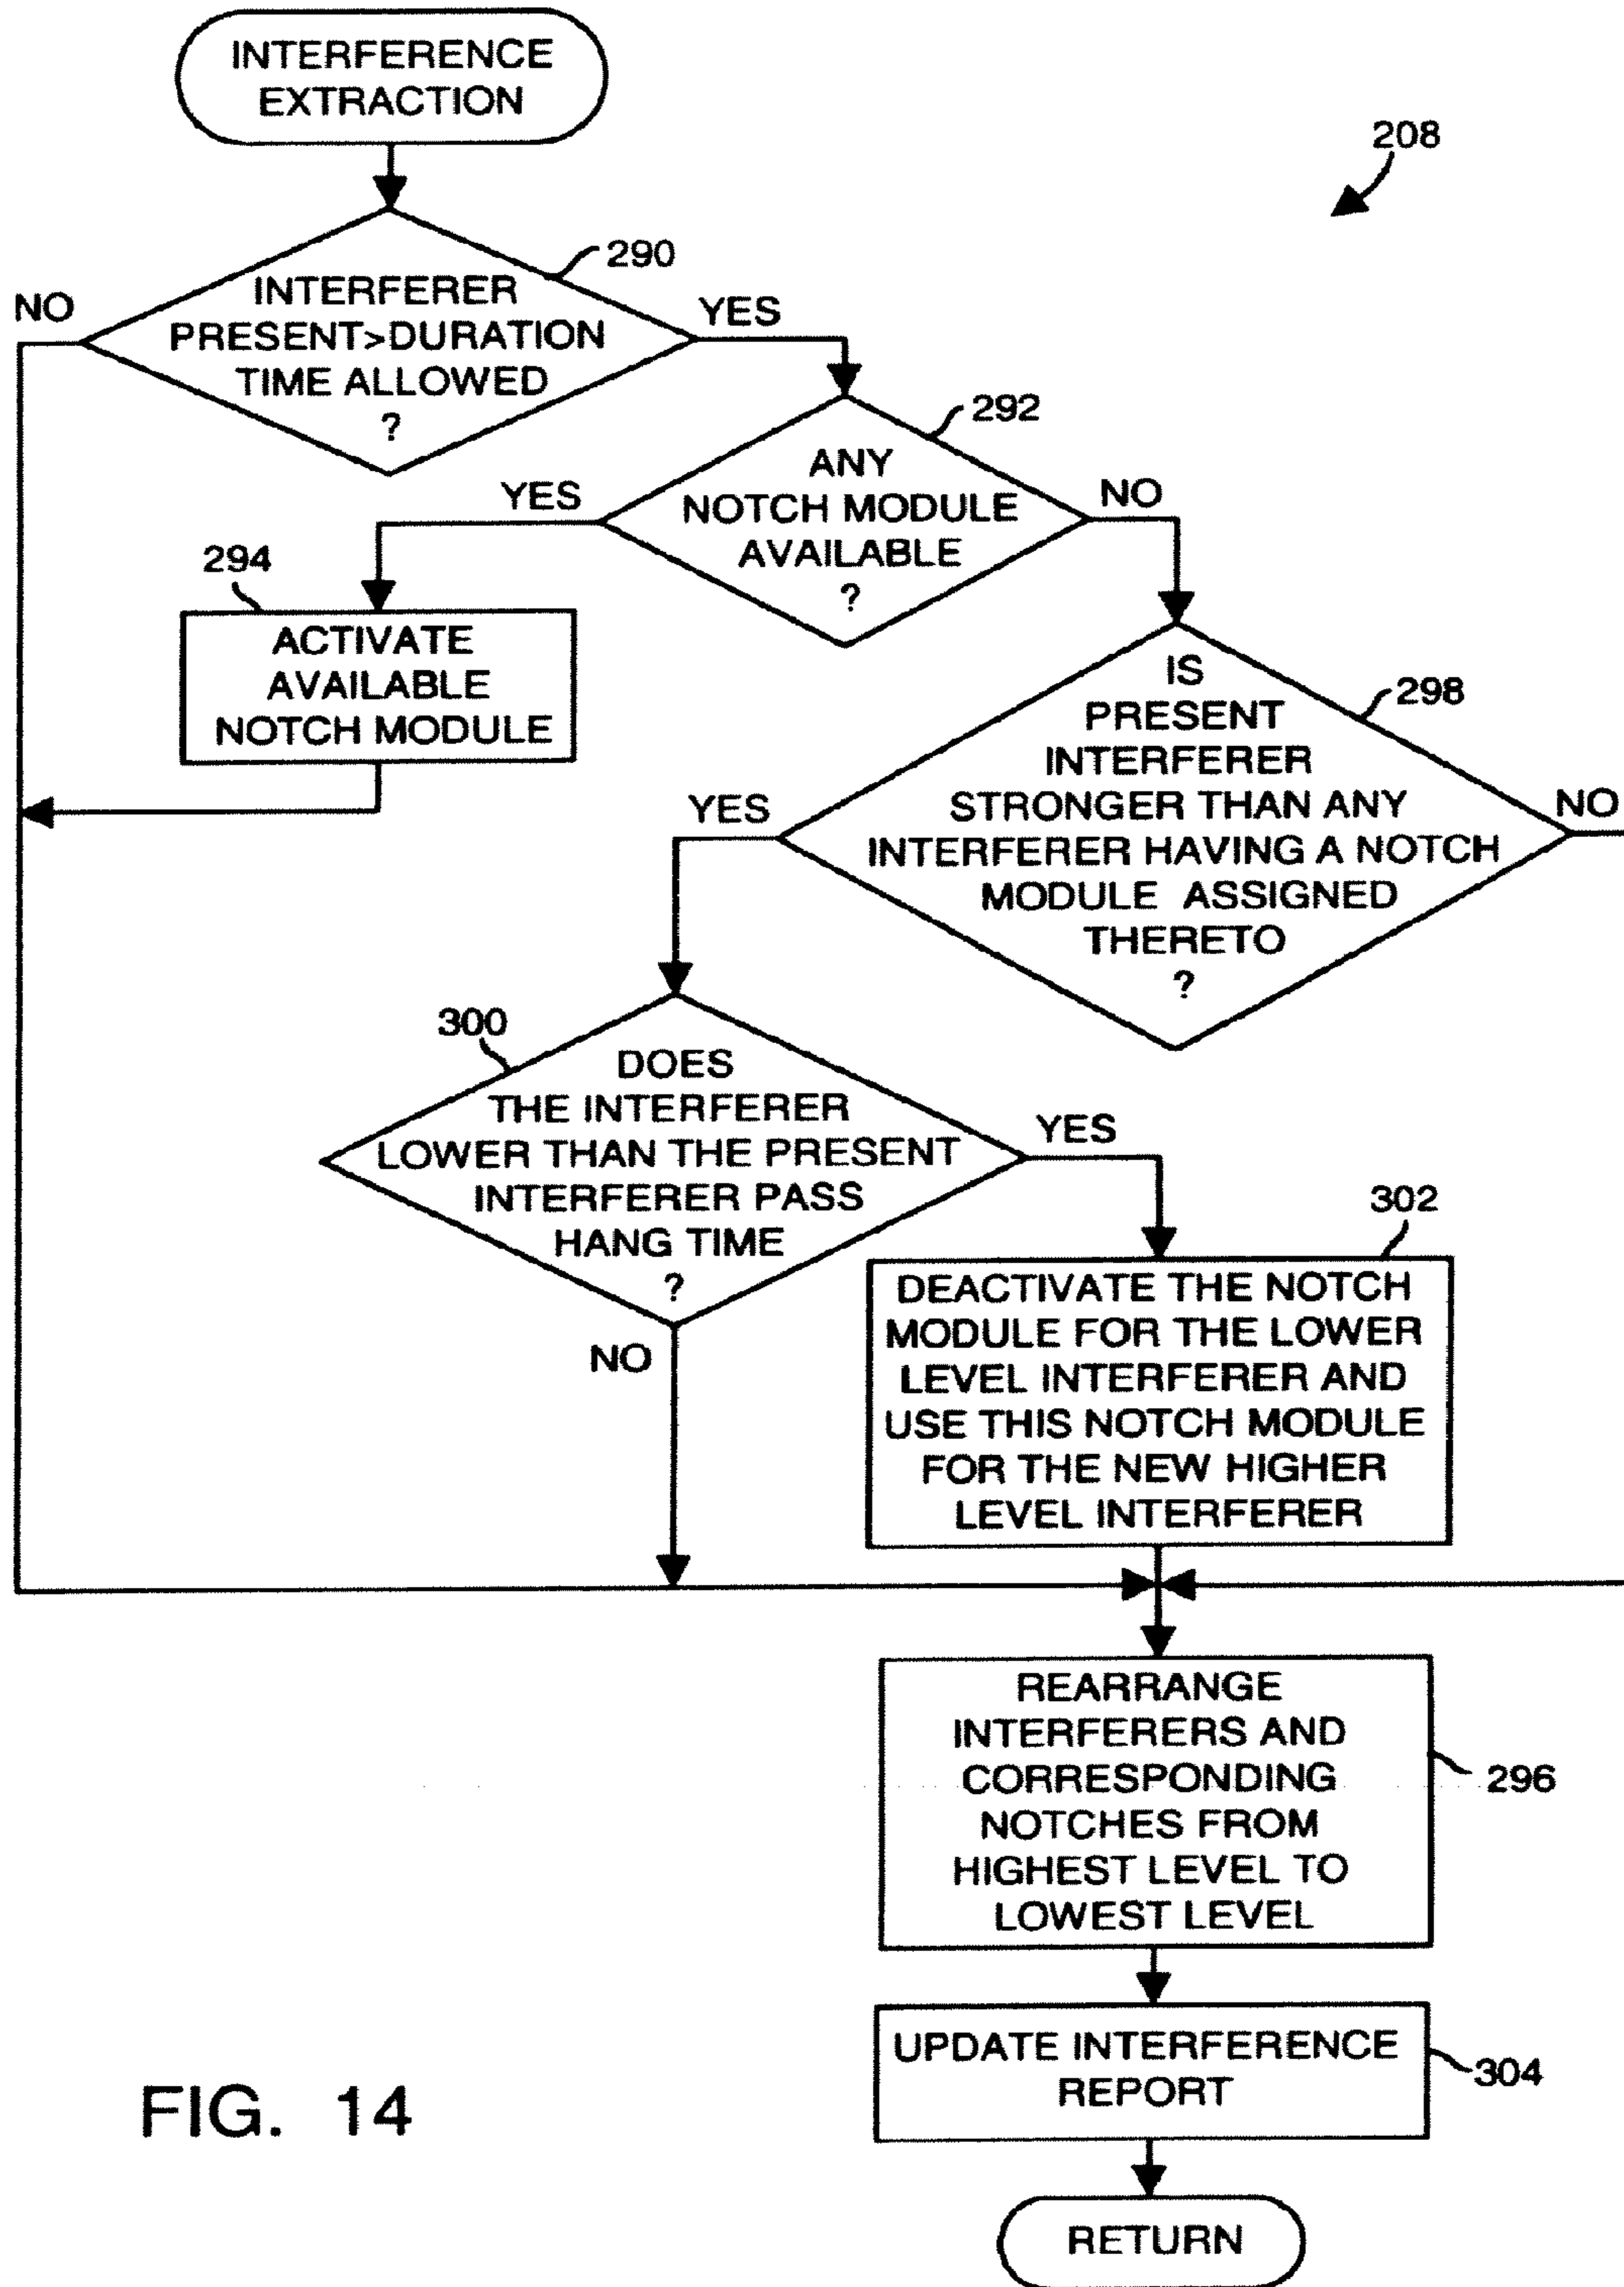 INTERFERENCE
EXTRACTION
208
290
INTERFERER
PRESENT>DURATION
TIME ALLOWED
?
NO
YES
292
ANY
NOTCH MODULE
AVAILABLE
?
YES
NO
294
ACTIVATE
AVAILABLE
NOTCH MODULE
298
IS
PRESENT
INTERFERER
STRONGER THAN ANY
INTERFERER HAVING A NOTCH
MODULE ASSIGNED
THERETO
?
YES
NO
300
DOES
THE INTERFERER
LOWER THAN THE PRESENT
INTERFERER PASS
HANG TIME
?
YES
NO
302
DEACTIVATE THE NOTCH
MODULE FOR THE LOWER
LEVEL INTERFERER AND
USE THIS NOTCH MODULE
FOR THE NEW HIGHER
LEVEL INTERFERER
REARRANGE
INTERFERERS AND
CORRESPONDING
NOTCHES FROM
HIGHEST LEVEL TO
LOWEST LEVEL
296
UPDATE INTERFERENCE
REPORT
304
RETURN
FIG. 14